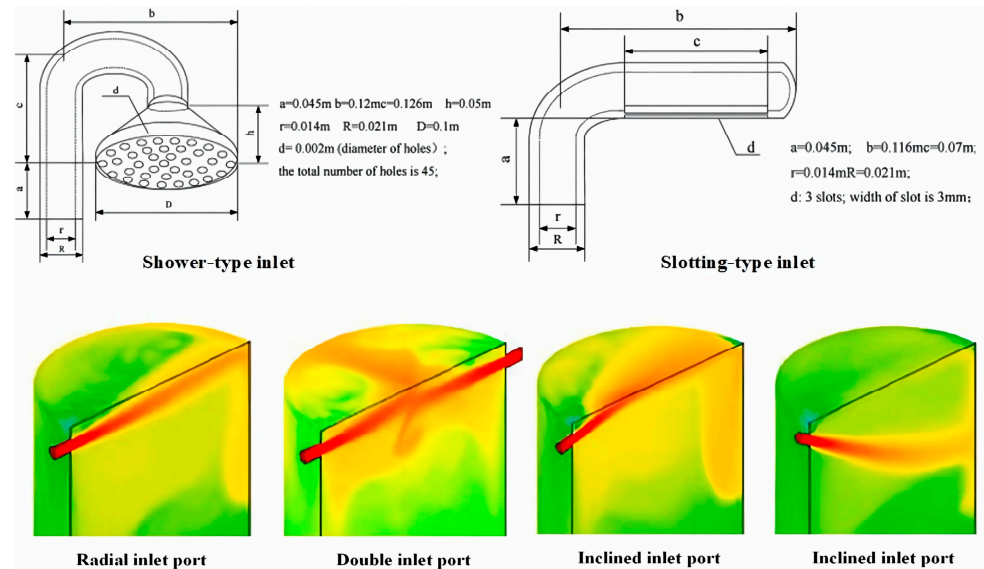 b
c
d
h
a
D
r
R
a=0.045m b=0.12mc=0.126m h=0.05m
r=0.014m R=0.021m D=0.1m
d= 0.002m (diameter of holes）;
the total number of holes is 45;
Shower-type inlet
b
c
a
d
r
R
a=0.045m; b=0.116mc=0.07m;
r=0.014mR=0.021m;
d: 3 slots; width of slot is 3mm;
Slotting-type inlet
Radial inlet port
Double inlet port
Inclined inlet port
Inclined inlet port